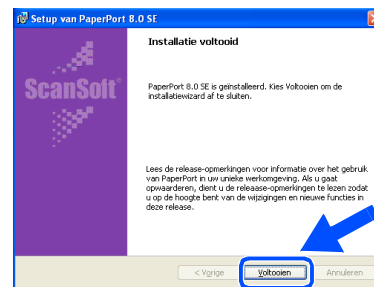 Setup van PaperPort 8.0 SE
Installatie voltooid
ScanSoft®
PaperPort 8.0 SE is geïnstalleerd. Kies Voltooien om de
installatiewizard af te sluiten.
Lees de release-opmerkingen voor informatie over het gebruik
van PaperPort in uw unieke werkomgeving. Als u gaat
opwaarderen, dient u de releaase-opmerkingen te lezen zodat
u op de hoogte bent van de wijzigingen en nieuwe functies in
deze release.
< Vorige Voltooien Annuleren